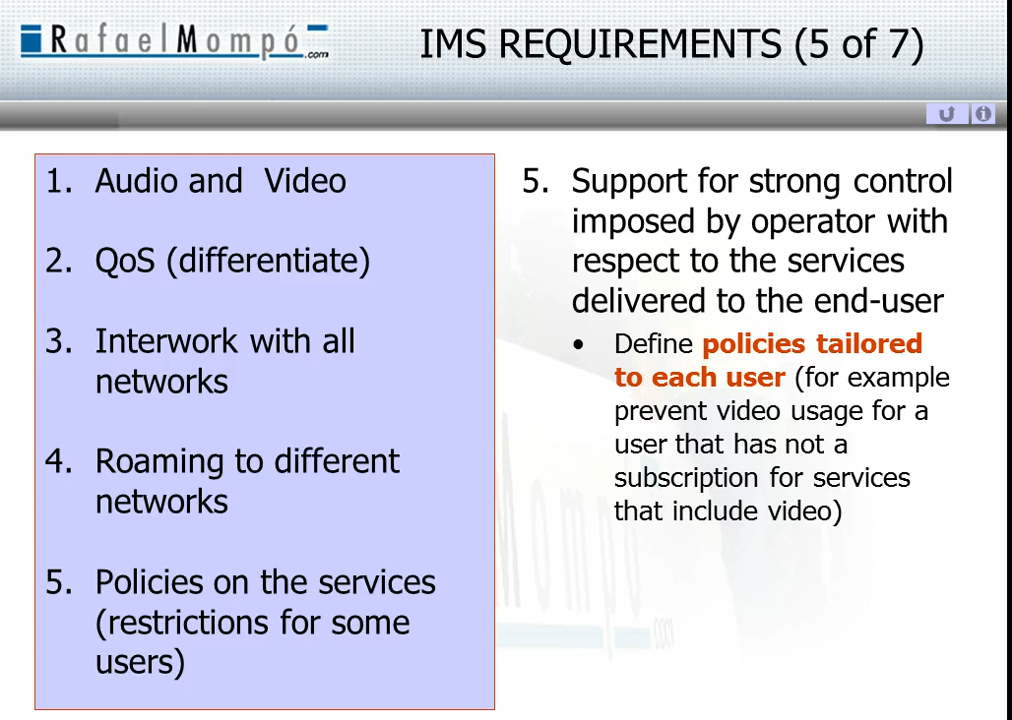 RafaelMompó.com
IMS REQUIREMENTS (5 of 7)
1. Audio and Video
2. QoS (differentiate)
3. Interwork with all
networks
4. Roaming to different
networks
5. Policies on the services
(restrictions for some
users)
5. Support for strong control
imposed by operator with
respect to the services
delivered to the end-user
• Define policies tailored
to each user (for example
prevent video usage for a
user that has not a
subscription for services
that include video)